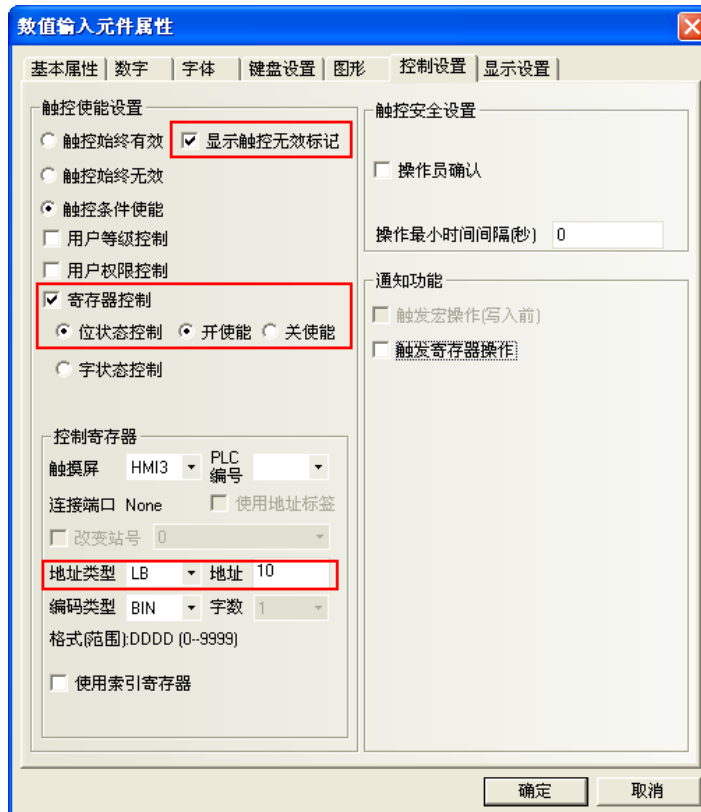 数值输入元件属性
基本属性 数字 字体 键盘设置 图形 控制设置 显示设置
触控使能设置
触控始终有效 显示触控无效标记
触控始终无效
触控条件使能
用户等级控制
用户权限控制
寄存器控制
位状态控制 开使能 关使能
字状态控制
控制寄存器
触摸屏 HMI3 PLC编号
连接端口 None 使用地址标签
改变站号 0
地址类型 LB 地址 10
编码类型 BIN 字数 1
格式(范围):DDDD (0--9999)
使用索引寄存器
触控安全设置
操作员确认
操作最小时间间隔(秒) 0
通知功能
触发宏操作(写入前)
触发寄存器操作
确定 取消